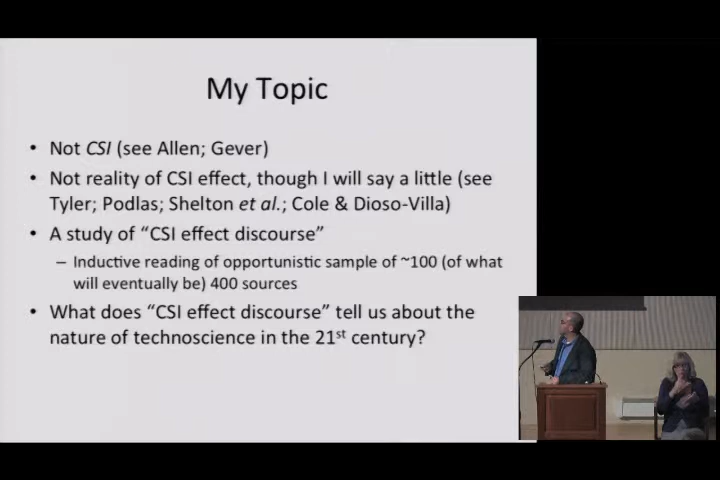 My Topic
• Not CSI (see Allen; Gever)
• Not reality of CSI effect, though I will say a little (see
Tyler; Podlas; Shelton et al.; Cole & Dioso-Villa)
• A study of “CSI effect discourse”
– Inductive reading of opportunistic sample of ~100 (of what
will eventually be) 400 sources
• What does “CSI effect discourse” tell us about the
nature of technoscience in the 21st century?